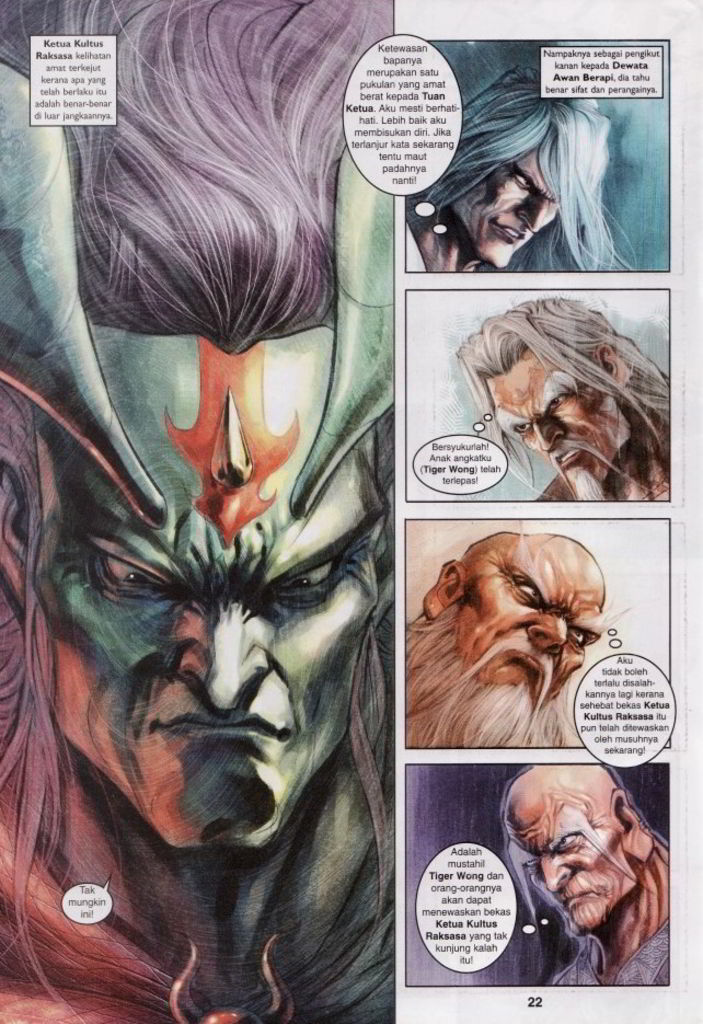 Ketua Kultus
Raksasa kelihatan
amat terkejut
kerana apa yang
telah berlaku itu
adalah benar-benar
di luar jangkaannya.
Tak
mungkin
ini!
Ketewasan
bapanya
merupakan satu
pukulan yang amat
berat kepada Tuan
Ketua. Aku mesti berhati-
hati. Lebih baik aku
membisukan diri. Jika
terlanjur kata sekarang
tentu maut
padahnya
nanti!
Nampaknya sebagai pengikut
kanan kepada Dewata
Awan Berapi, dia tahu
benar sifat dan perangainya.
Bersyukurlah!
Anak angkatku
(Tiger Wong) telah
terlepas!
Aku
tidak boleh
terlalu disalah-
kannya lagi kerana
sehebat bekas Ketua
Kultus Raksasa itu
pun telah ditewaskan
oleh musuhnya
sekarang!
Adalah
mustahil
Tiger Wong dan
orang-orangnya
akan dapat
menewaskan bekas
Ketua Kultus
Raksasa yang tak
kunjung kalah
itu!
22